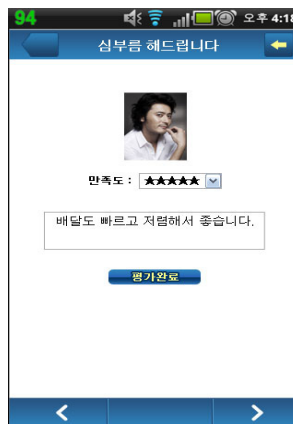 94 오후 4:18
심부름 해드립니다
만족도 : ★★★★★
배달도 빠르고 저렴해서 좋습니다.
평가완료